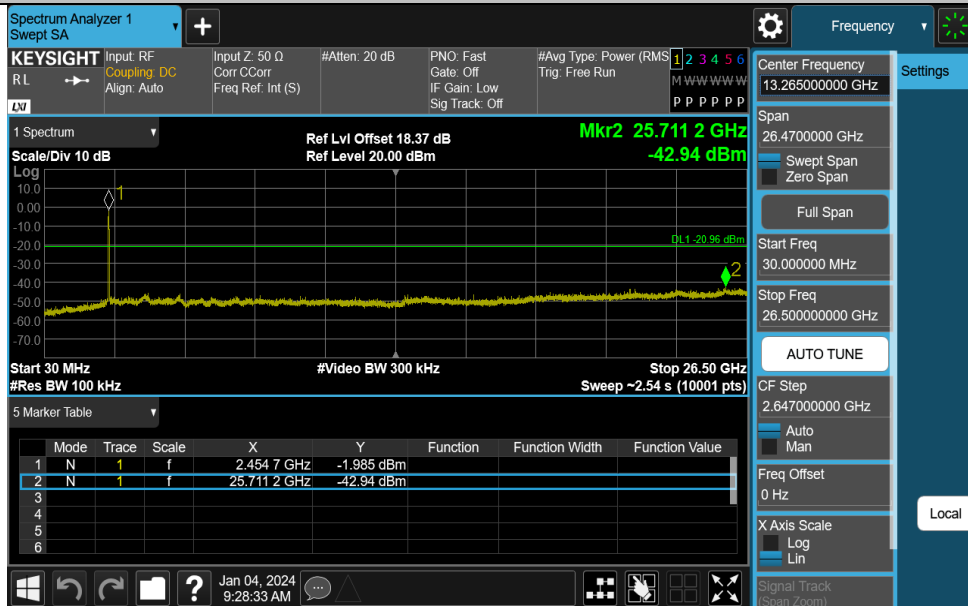 Spectrum Analyzer 1
Swept SA
+
Frequency
KEYSIGHT
RL
LXI
Input: RF
Coupling: DC
Align: Auto
Input Z: 50 Ω
Corr CCorr
Freq Ref: Int (S)
#Atten: 20 dB
PNO: Fast
Gate: Off
IF Gain: Low
Sig Track: Off
#Avg Type: Power (RMS
Trig: Free Run
1 2 3 4 5 6
M W W W W W
P P P P P P
1 Spectrum
Scale/Div 10 dB
Ref Lvl Offset 18.37 dB
Ref Level 20.00 dBm
Mkr2 25.711 2 GHz
-42.94 dBm
Log
10.0
0.00
-10.0
-20.0
-30.0
-40.0
-50.0
-60.0
-70.0
1
DL1 -20.96 dBm
2
Start 30 MHz
#Res BW 100 kHz
#Video BW 300 kHz
Stop 26.50 GHz
Sweep ~2.54 s (10001 pts)
5 Marker Table
Mode Trace Scale X Y Function Function Width Function Value
1 N 1 f 2.454 7 GHz -1.985 dBm
2 N 1 f 25.711 2 GHz -42.94 dBm
3
4
5
6
?
Jan 04, 2024
9:28:33 AM
Center Frequency
13.265000000 GHz
Span
26.4700000 GHz
Swept Span
Zero Span
Full Span
Start Freq
30.000000 MHz
Stop Freq
26.500000000 GHz
AUTO TUNE
CF Step
2.647000000 GHz
Auto
Man
Freq Offset
0 Hz
X Axis Scale
Log
Lin
Signal Track
(Span Zoom)
Settings
Local